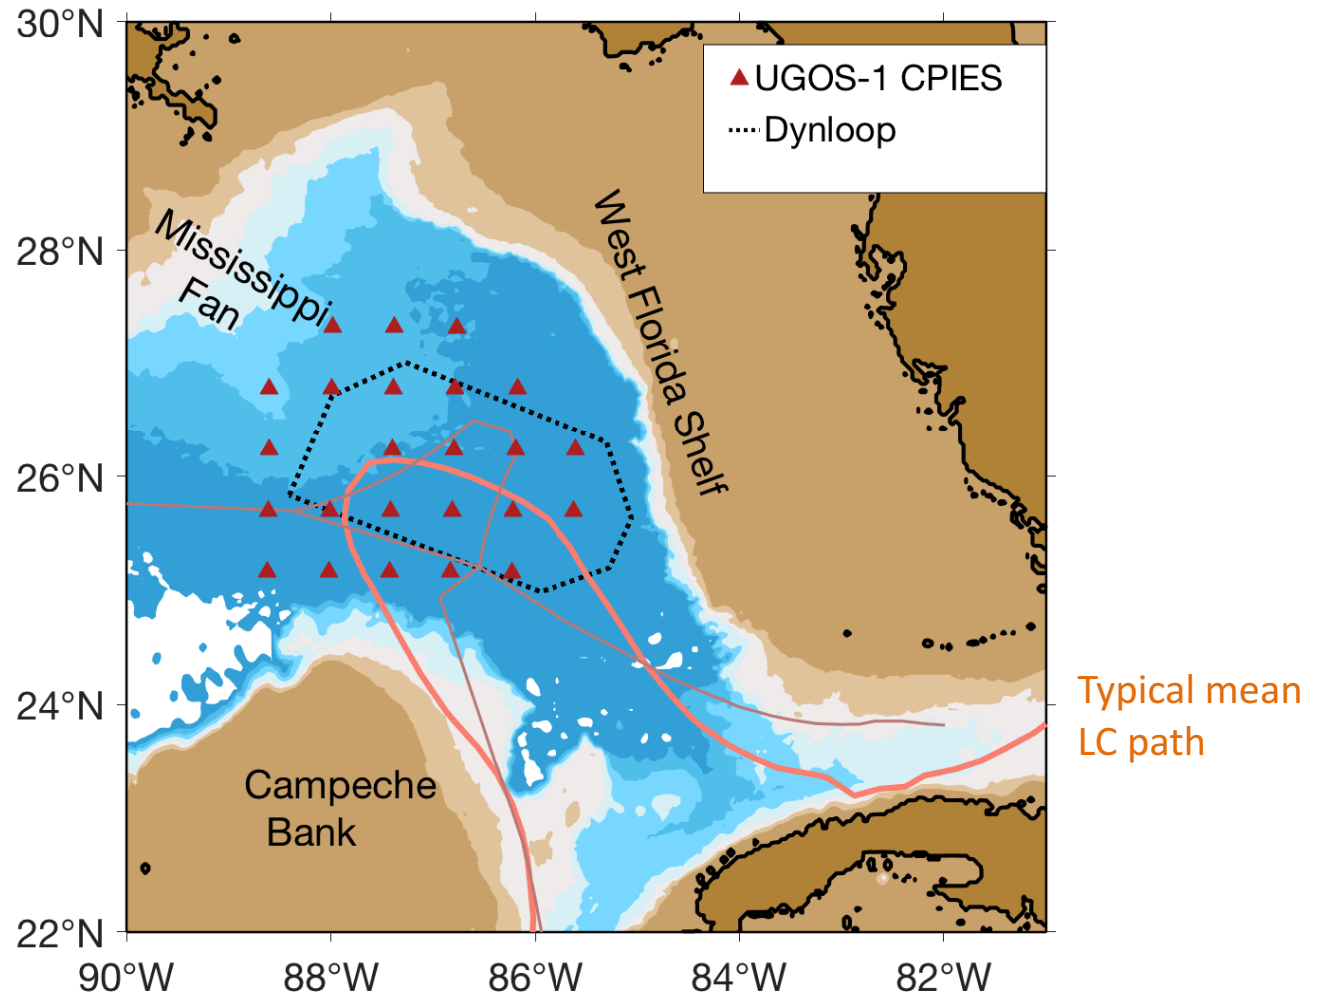 30°N
28°N
26°N
24°N
22°N
90°W
88°W
86°W
84°W
82°W
UGOS-1 CPIES
Dynloop
Mississippi
Fan
West Florida Shelf
Campeche
Bank
Typical mean
LC path